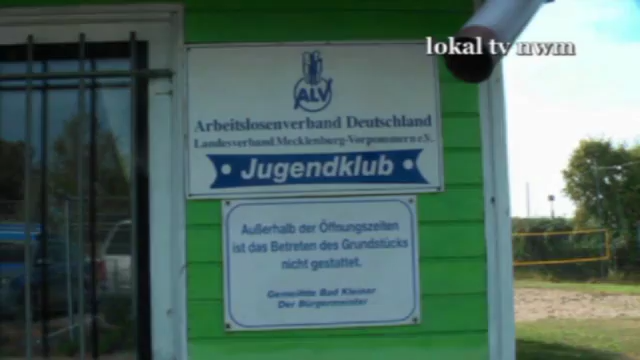 lokal tv nwm
ALV
Arbeitslosenverband Deutschland
Landesverband Mecklenburg-Vorpommern e.V.
Jugendklub
Außerhalb der Öffnungszeiten
ist das Betreten des Grundstücks
nicht gestattet.
Gemeinde Bad Kleinen
Der Bürgermeister